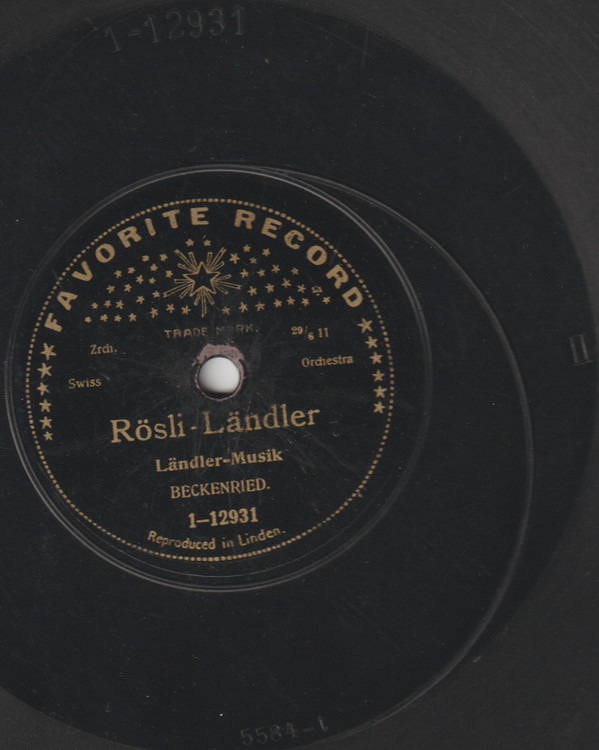 1-12931
FAVORITE RECORD
TRADE MARK.
Zrch. 29/6 11
Swiss Orchestra
Rösli-Ländler
Ländler-Musik
BECKENRIED.
1-12931
Reproduced in Linden.
5584-t